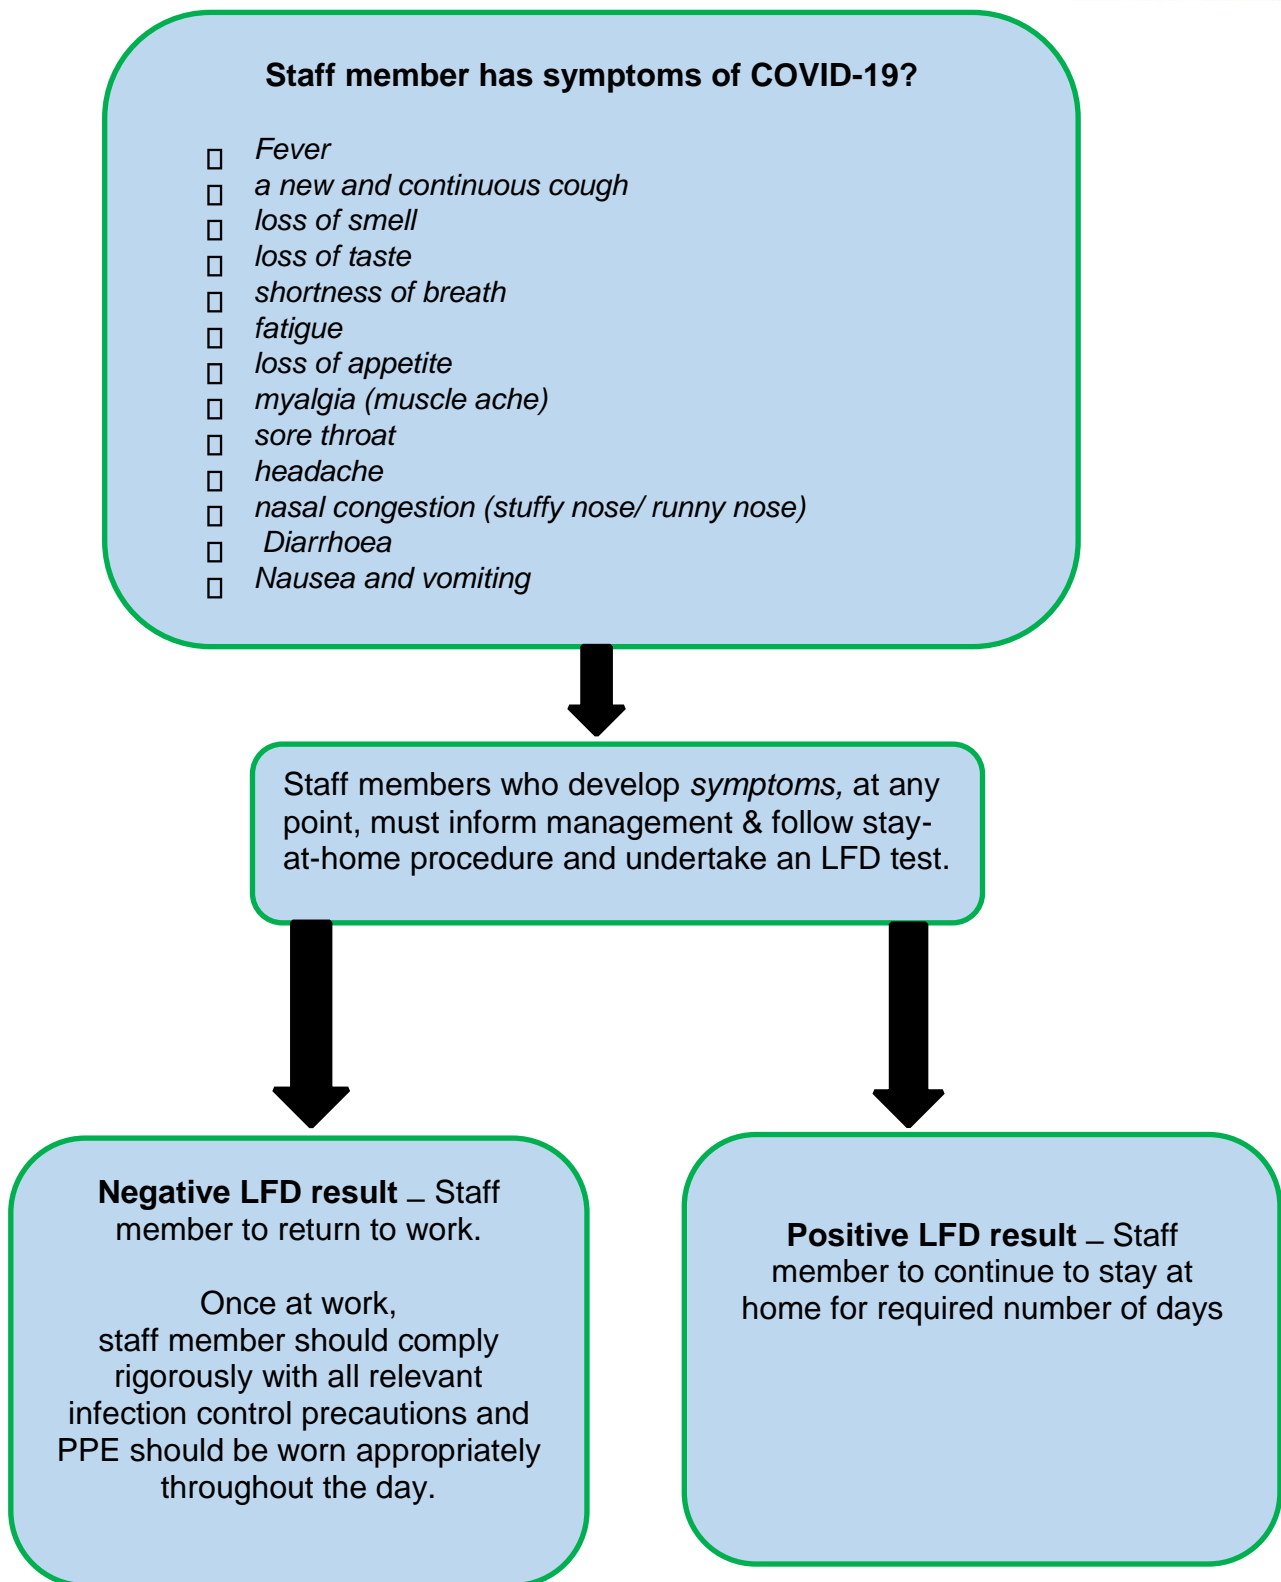 Staff member has symptoms of COVID-19?
Fever
a new and continuous cough
loss of smell
loss of taste
shortness of breath
fatigue
loss of appetite
myalgia (muscle ache)
sore throat
headache
nasal congestion (stuffy nose/ runny nose)
Diarrhoea
Nausea and vomiting
Staff members who develop symptoms, at any
point, must inform management & follow stay-
at-home procedure and undertake an LFD test.
Negative LFD result – Staff
member to return to work.
Once at work,
staff member should comply
rigorously with all relevant
infection control precautions and
PPE should be worn appropriately
throughout the day.
Positive LFD result – Staff
member to continue to stay at
home for required number of days